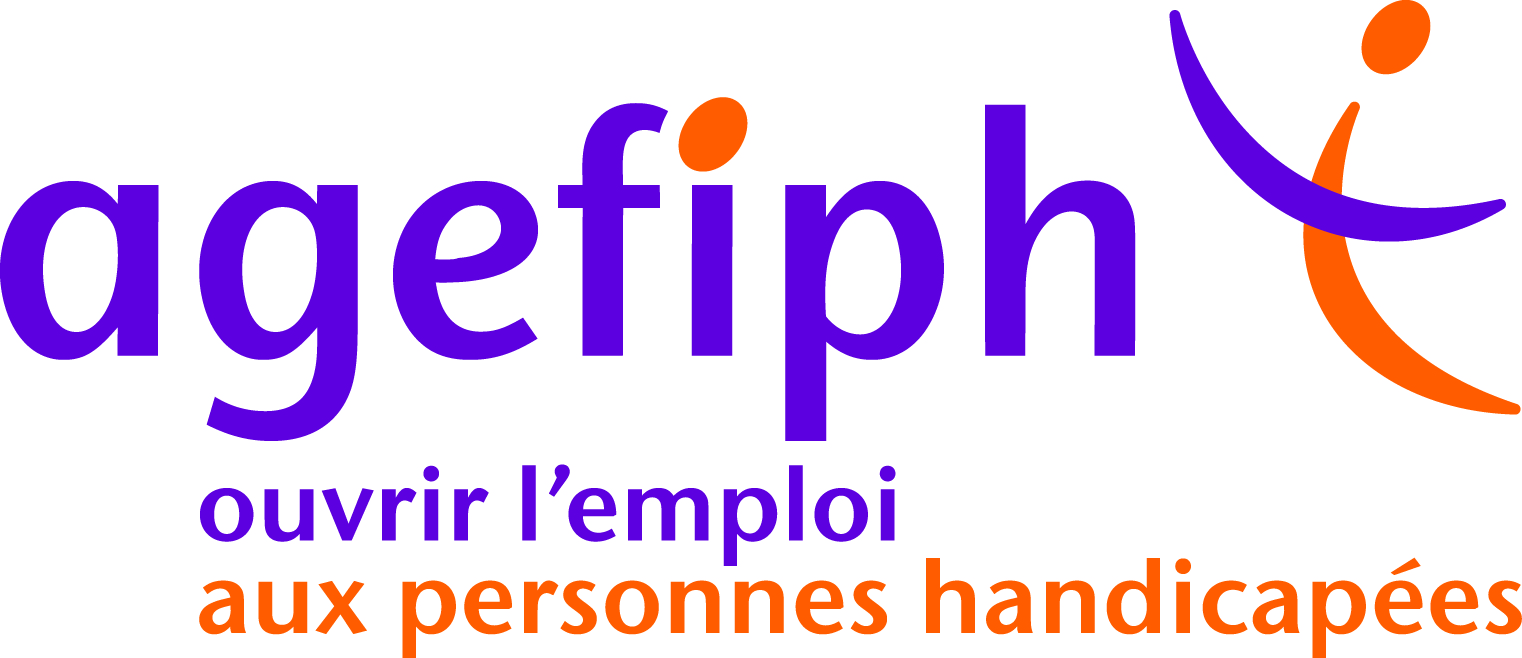 agefiph
ouvrir l’emploi
aux personnes handicapées